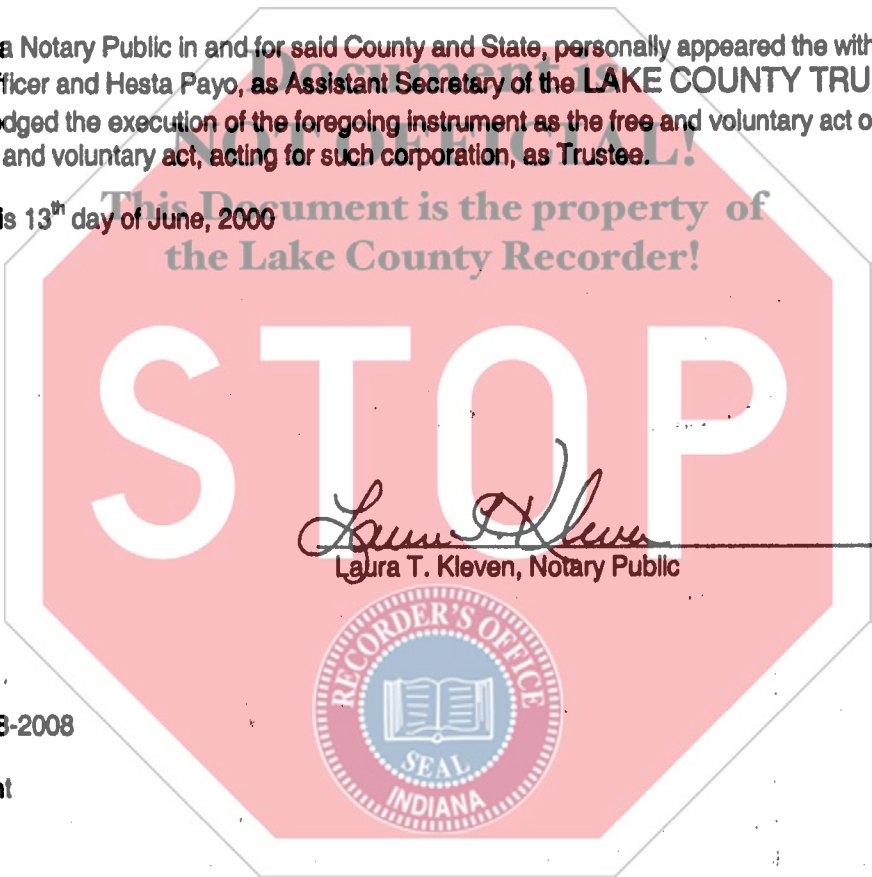 a Notary Public in and for said County and State, personally appeared the with
fficer and Hesta Payo, as Assistant Secretary of the LAKE COUNTY TRU
Document is
dged the execution of the foregoing instrument as the free and voluntary act o
NOT OFFICIAL!
and voluntary act, acting for such corporation, as Trustee.
This Document is the property of
is 13th day of June, 2000
the Lake County Recorder!
STOP
Laura T. Kleven
Laura T. Kleven, Notary Public
RECORDER'S OFFICE
SEAL
INDIANA
3-2008
nt